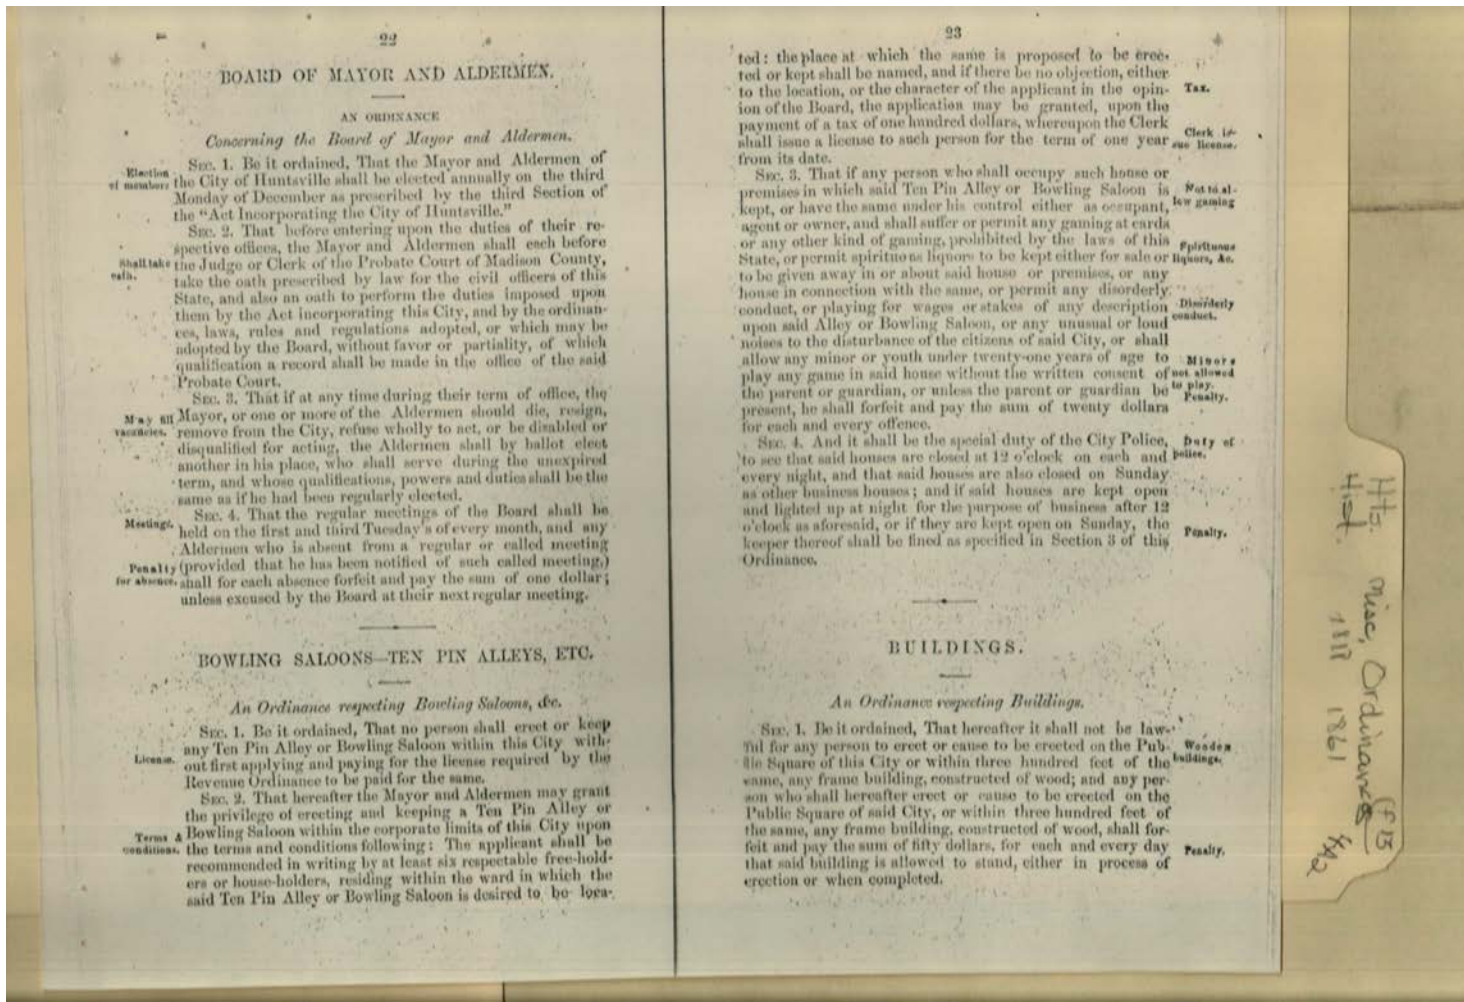 22
BOARD OF MAYOR AND ALDERMEN.
AN ORDINANCE
Concerning the Board of Mayor and Aldermen.
SEC. 1. Be it ordained, That the Mayor and Aldermen of
Election
of members
the City of Huntsville shall be elected annually on the third
Monday of December as prescribed by the third Section of
the "Act Incorporating the City of Huntsville."
SEC. 2. That before entering upon the duties of their re-
spective offices, the Mayor and Aldermen shall each before
Shall take
oath.
the Judge or Clerk of the Probate Court of Madison County,
take the oath prescribed by law for the civil officers of this
State, and also an oath to perform the duties imposed upon
them by the Act incorporating this City, and by the ordinan-
ces, laws, rules and regulations adopted, or which may be
adopted by the Board, without favor or partiality, of which
qualification a record shall be made in the office of the said
Probate Court.
SEC. 3. That if at any time during their term of office, the
May fill
vacancies.
Mayor, or one or more of the Aldermen should die, resign,
remove from the City, refuse wholly to act, or be disabled or
disqualified for acting, the Aldermen shall by ballot elect
another in his place, who shall serve during the unexpired
term, and whose qualifications, powers and duties shall be the
same as if he had been regularly elected.
SEC. 4. That the regular meetings of the Board shall be
Meetings.
held on the first and third Tuesday's of every month, and any
Aldermen who is absent from a regular or called meeting
Penalty
for absence.
(provided that he has been notified of such called meeting,)
shall for each absence forfeit and pay the sum of one dollar;
unless excused by the Board at their next regular meeting.
BOWLING SALOONS—TEN PIN ALLEYS, ETC.
An Ordinance respecting Bowling Saloons, &c.
SEC. 1. Be it ordained, That no person shall erect or keep
any Ten Pin Alley or Bowling Saloon within this City with-
License.
out first applying and paying for the license required by the
Revenue Ordinance to be paid for the same.
SEC. 2. That hereafter the Mayor and Aldermen may grant
the privilege of erecting and keeping a Ten Pin Alley or
Terms &
conditions.
Bowling Saloon within the corporate limits of this City upon
the terms and conditions following: The applicant shall be
recommended in writing by at least six respectable free-hold-
ers or house-holders, residing within the ward in which the
said Ten Pin Alley or Bowling Saloon is desired to be loca-
23
ted: the place at which the same is proposed to be erec-
ted or kept shall be named, and if there be no objection, either
to the location, or the character of the applicant in the opin-
Tax.
ion of the Board, the application may be granted, upon the
payment of a tax of one hundred dollars, whereupon the Clerk
shall issue a license to such person for the term of one year
Clerk is-
sue license.
from its date.
SEC. 3. That if any person who shall occupy such house or
premises in which said Ten Pin Alley or Bowling Saloon is
Not to al-
low gaming
kept, or have the same under his control either as occupant,
agent or owner, and shall suffer or permit any gaming at cards
or any other kind of gaming, prohibited by the laws of this
Spirituous
liquors, &c.
State, or permit spirituous liquors to be kept either for sale or
to be given away in or about said house or premises, or any
house in connection with the same, or permit any disorderly
Disorderly
conduct.
conduct, or playing for wages or stakes of any description
upon said Alley or Bowling Saloon, or any unusual or loud
noises to the disturbance of the citizens of said City, or shall
allow any minor or youth under twenty-one years of age to
Minors
not allowed
to play.
Penalty.
play any game in said house without the written consent of
the parent or guardian, or unless the parent or guardian be
present, he shall forfeit and pay the sum of twenty dollars
for each and every offence.
SEC. 4. And it shall be the special duty of the City Police,
Duty of
police.
to see that said houses are closed at 12 o'clock on each and
every night, and that said houses are also closed on Sunday
as other business houses; and if said houses are kept open
and lighted up at night for the purpose of business after 12
o'clock as aforesaid, or if they are kept open on Sunday, the
Penalty.
keeper thereof shall be fined as specified in Section 3 of this
Ordinance.
BUILDINGS.
An Ordinance respecting Buildings.
SEC. 1. Be it ordained, That hereafter it shall not be law-
ful for any person to erect or cause to be erected on the Pub-
Wooden
buildings.
lic Square of this City or within three hundred feet of the
same, any frame building, constructed of wood; and any per-
son who shall hereafter erect or cause to be erected on the
Public Square of said City, or within three hundred feet of
the same, any frame building, constructed of wood, shall for-
feit and pay the sum of fifty dollars, for each and every day
Penalty.
that said building is allowed to stand, either in process of
erection or when completed.
Hist.
Misc. Ordinances
1861